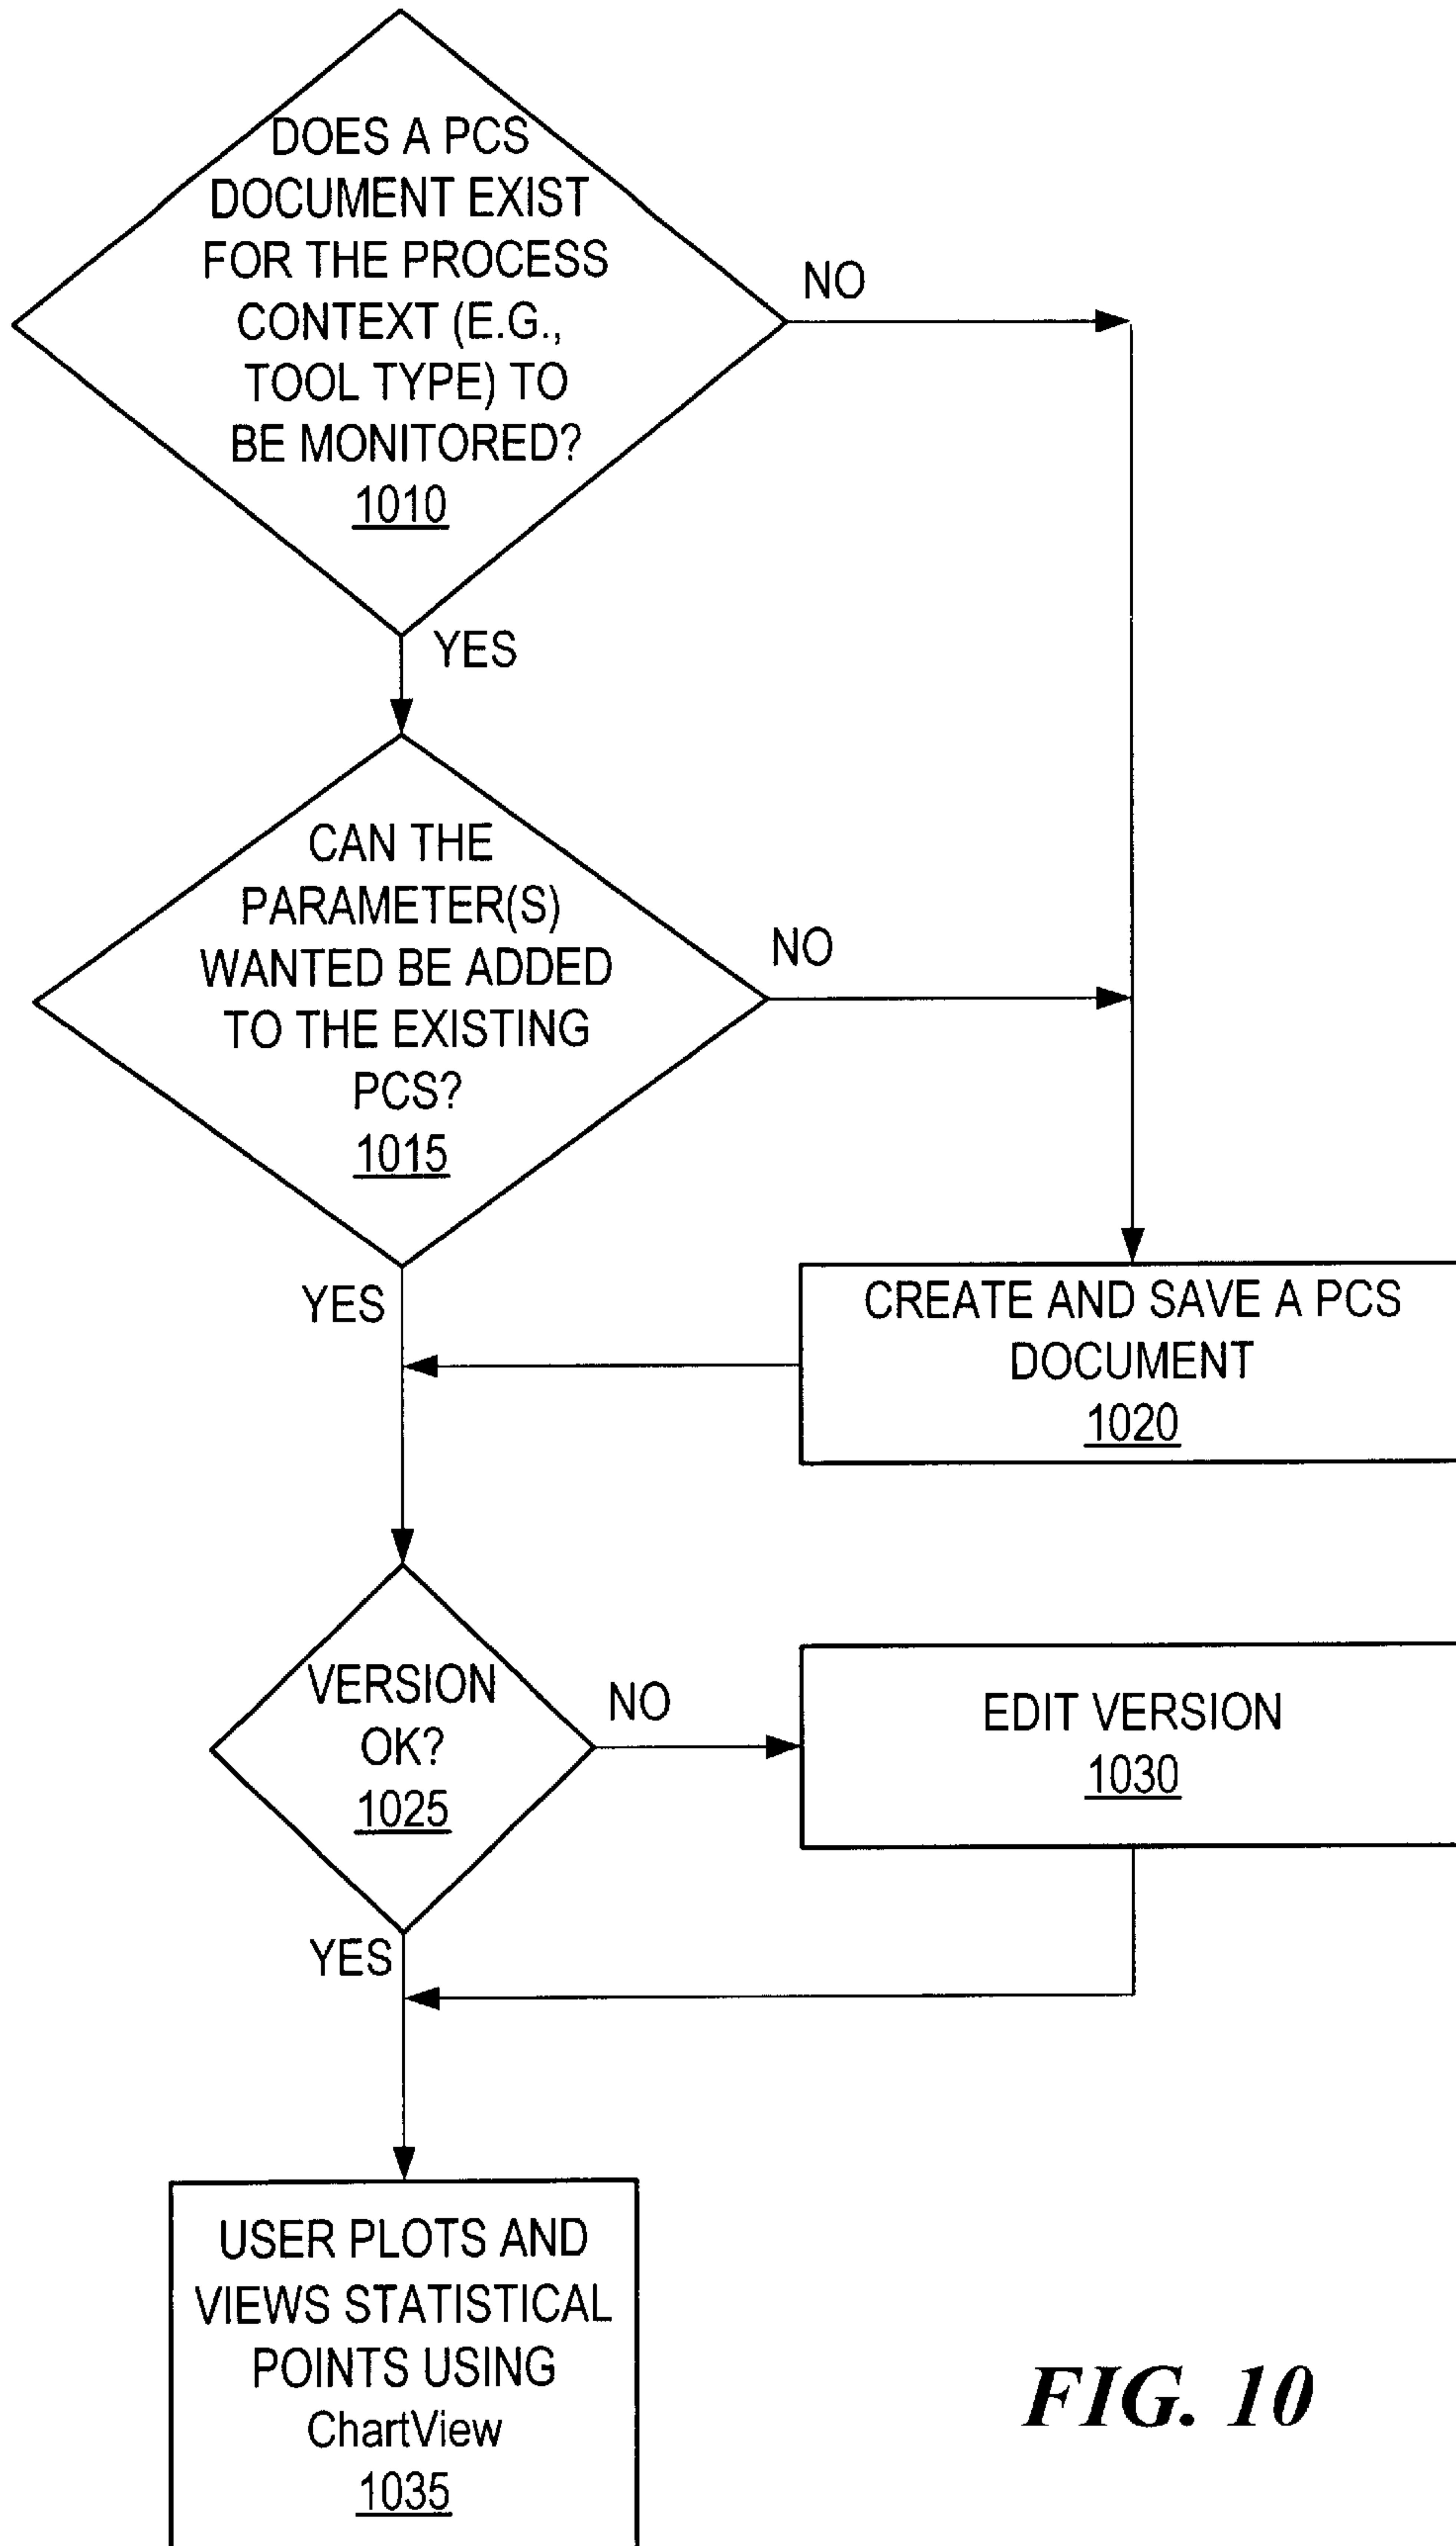 DOES A PCS
DOCUMENT EXIST
FOR THE PROCESS
CONTEXT (E.G.,
TOOL TYPE) TO
BE MONITORED?
1010
NO
YES
CAN THE
PARAMETER(S)
WANTED BE ADDED
TO THE EXISTING
PCS?
1015
NO
YES
CREATE AND SAVE A PCS
DOCUMENT
1020
VERSION
OK?
1025
NO
EDIT VERSION
1030
YES
USER PLOTS AND
VIEWS STATISTICAL
POINTS USING
ChartView
1035
FIG. 10